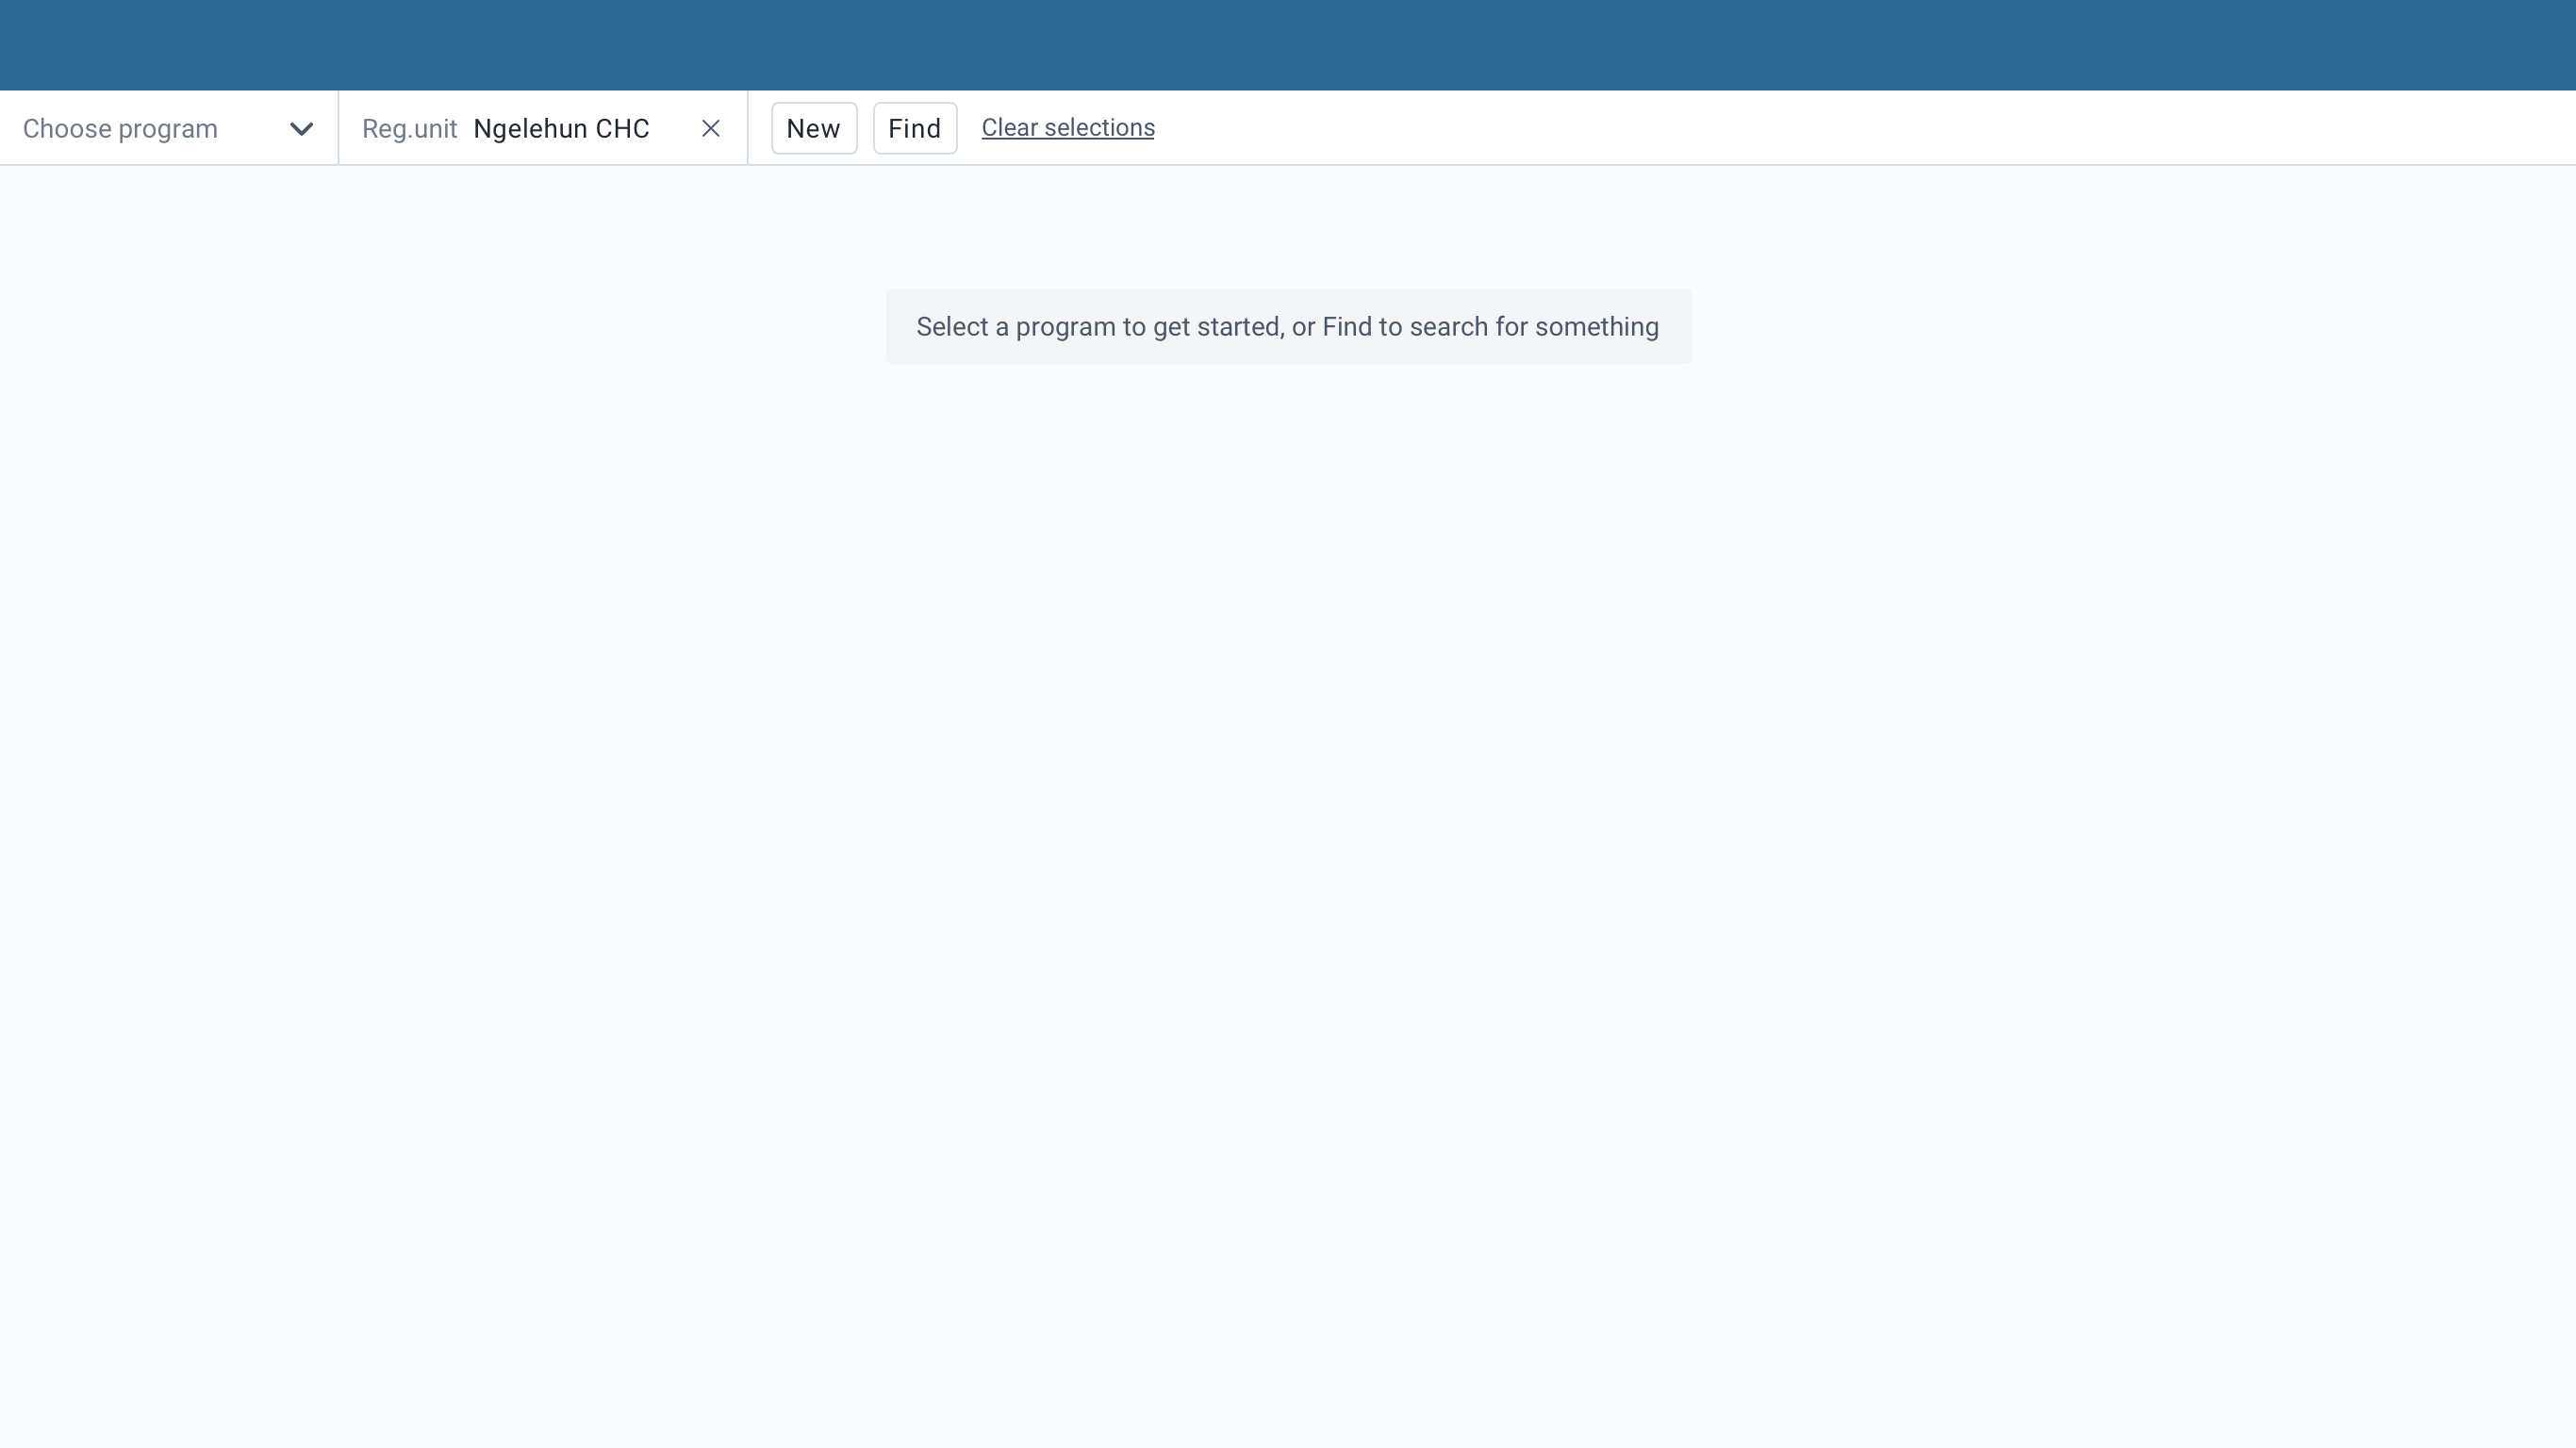 Choose program
Reg.unit Ngelehun CHC
New
Find
Clear selections
Select a program to get started, or Find to search for something